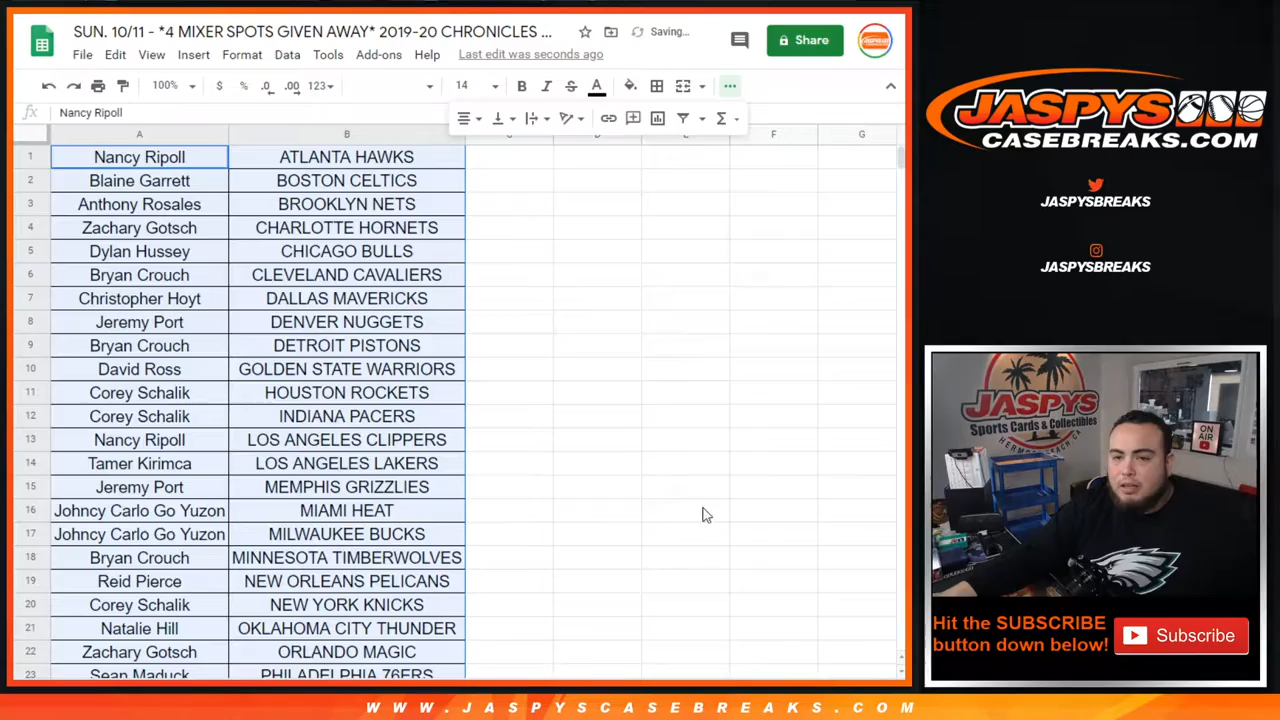 SUN. 10/11 - *4 MIXER SPOTS GIVEN AWAY* 2019-20 CHRONICLES ...
Saving...
Share
File Edit View Insert Format Data Tools Add-ons Help Last edit was seconds ago
100% $ % .0 .00 123 14 B I S A ...
fx Nancy Ripoll
A B C D E F G
1 Nancy Ripoll ATLANTA HAWKS
2 Blaine Garrett BOSTON CELTICS
3 Anthony Rosales BROOKLYN NETS
4 Zachary Gotsch CHARLOTTE HORNETS
5 Dylan Hussey CHICAGO BULLS
6 Bryan Crouch CLEVELAND CAVALIERS
7 Christopher Hoyt DALLAS MAVERICKS
8 Jeremy Port DENVER NUGGETS
9 Bryan Crouch DETROIT PISTONS
10 David Ross GOLDEN STATE WARRIORS
11 Corey Schalik HOUSTON ROCKETS
12 Corey Schalik INDIANA PACERS
13 Nancy Ripoll LOS ANGELES CLIPPERS
14 Tamer Kirimca LOS ANGELES LAKERS
15 Jeremy Port MEMPHIS GRIZZLIES
16 Johncy Carlo Go Yuzon MIAMI HEAT
17 Johncy Carlo Go Yuzon MILWAUKEE BUCKS
18 Bryan Crouch MINNESOTA TIMBERWOLVES
19 Reid Pierce NEW ORLEANS PELICANS
20 Corey Schalik NEW YORK KNICKS
21 Natalie Hill OKLAHOMA CITY THUNDER
22 Zachary Gotsch ORLANDO MAGIC
23 Sean Maduck PHILADELPHIA 76ERS
JASPYS
CASEBREAKS.COM
JASPYSBREAKS
JASPYSBREAKS
JASPYS
Sports Cards & Collectibles
HERMOSA BEACH CA
ON AIR
Hit the SUBSCRIBE
button down below!
Subscribe
WWW.JASPYSCASEBREAKS.COM